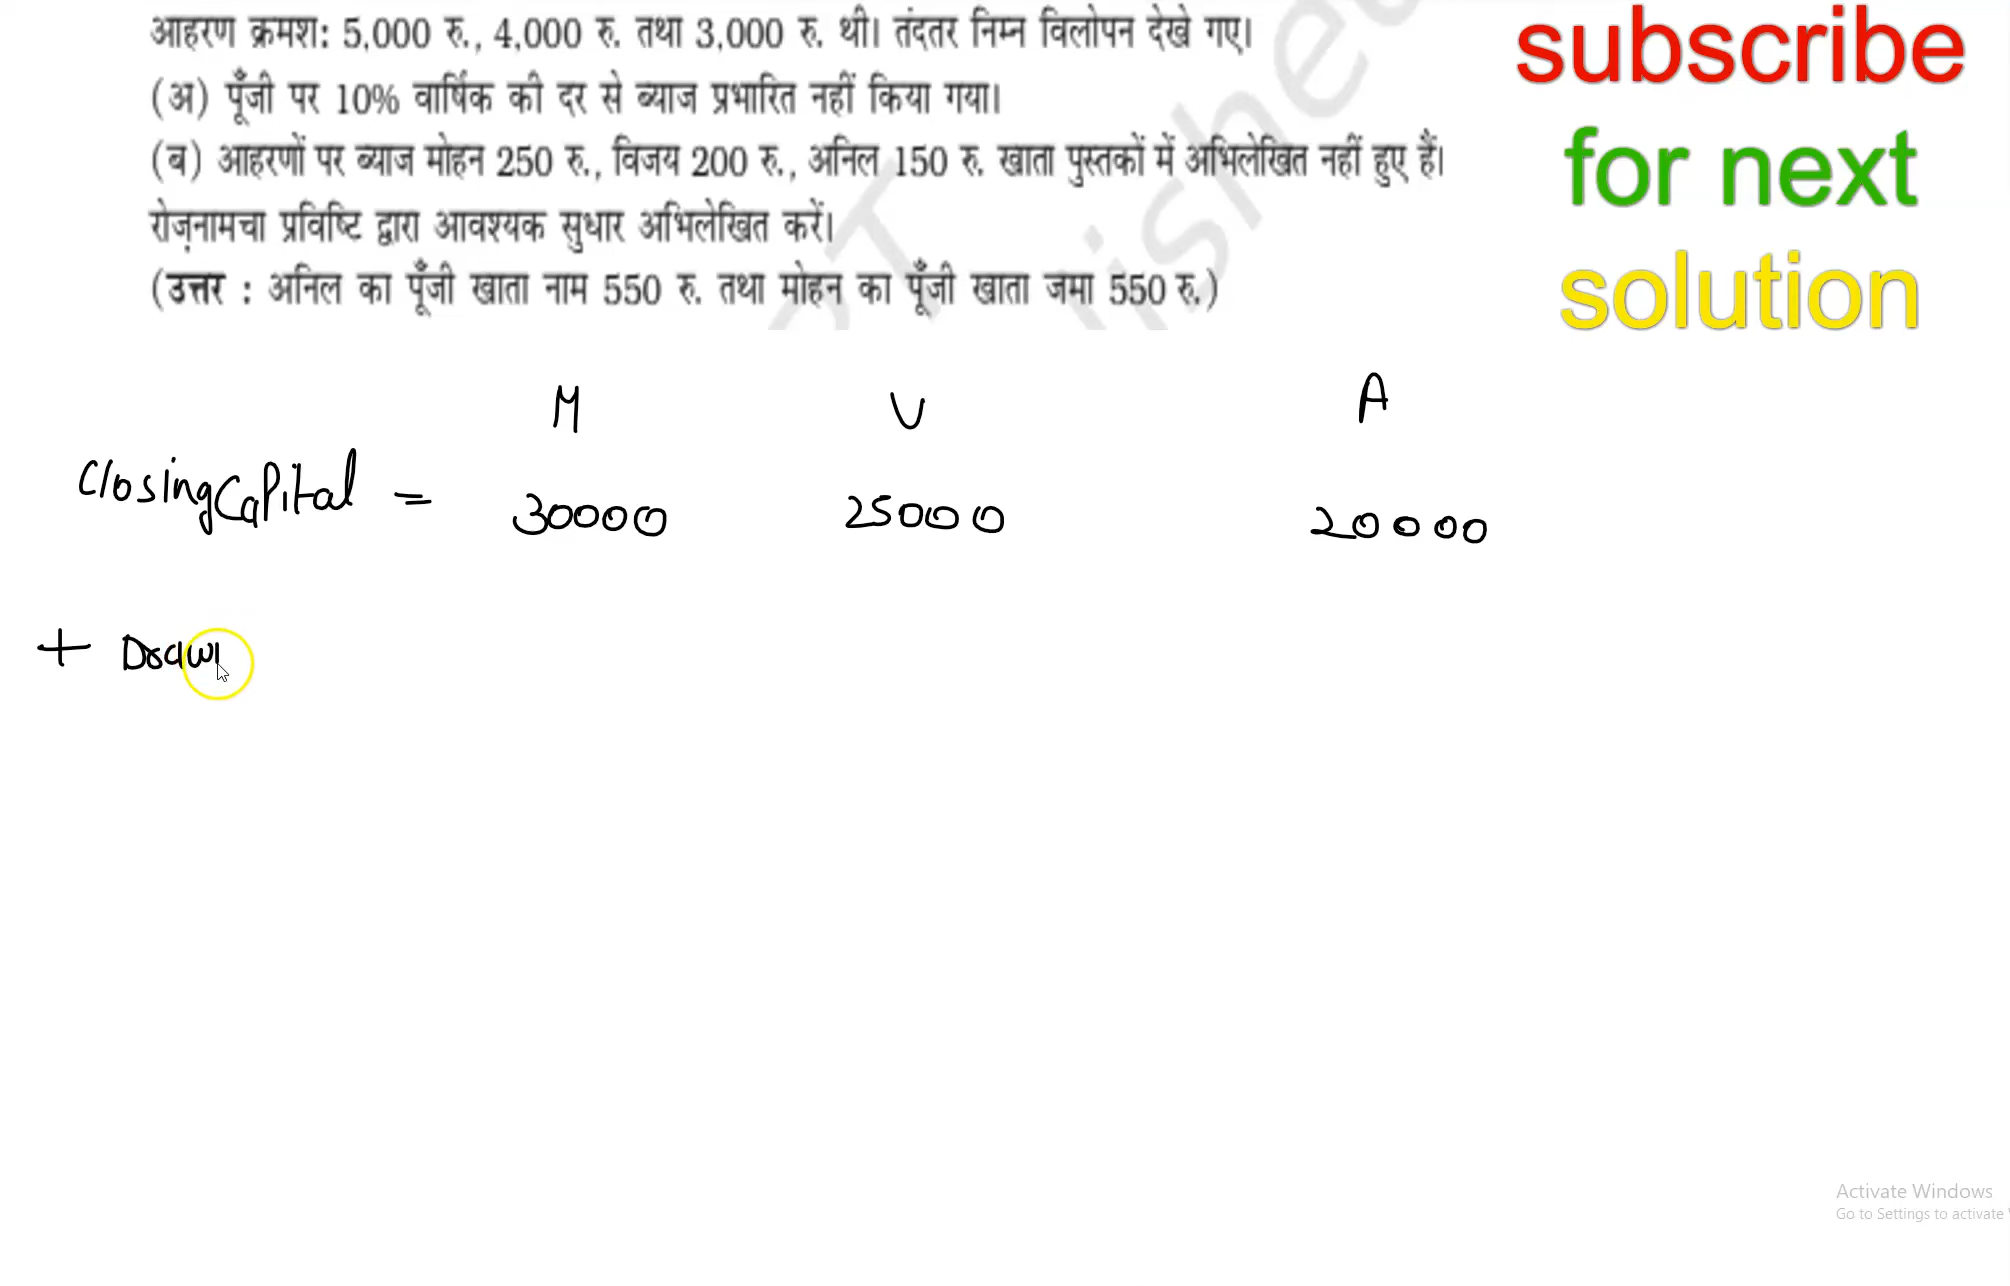 आहरण क्रमश: 5,000 रु., 4,000 रु. तथा 3,000 रु. थी। तंदतर निम्न विलोपन देखे गए।
(अ) पूँजी पर 10% वार्षिक की दर से ब्याज प्रभारित नहीं किया गया।
(ब) आहरणों पर ब्याज मोहन 250 रु., विजय 200 रु., अनिल 150 रु. खाता पुस्तकों में अभिलेखित नहीं हुए हैं।
रोज़नामचा प्रविष्टि द्वारा आवश्यक सुधार अभिलेखित करें।
(उत्तर : अनिल का पूँजी खाता नाम 550 रु. तथा मोहन का पूँजी खाता जमा 550 रु.)
subscribe
for next
solution
M V A
Closing Capital = 30000 25000 20000
+ Drawi
Activate Windows
Go to Settings to activate